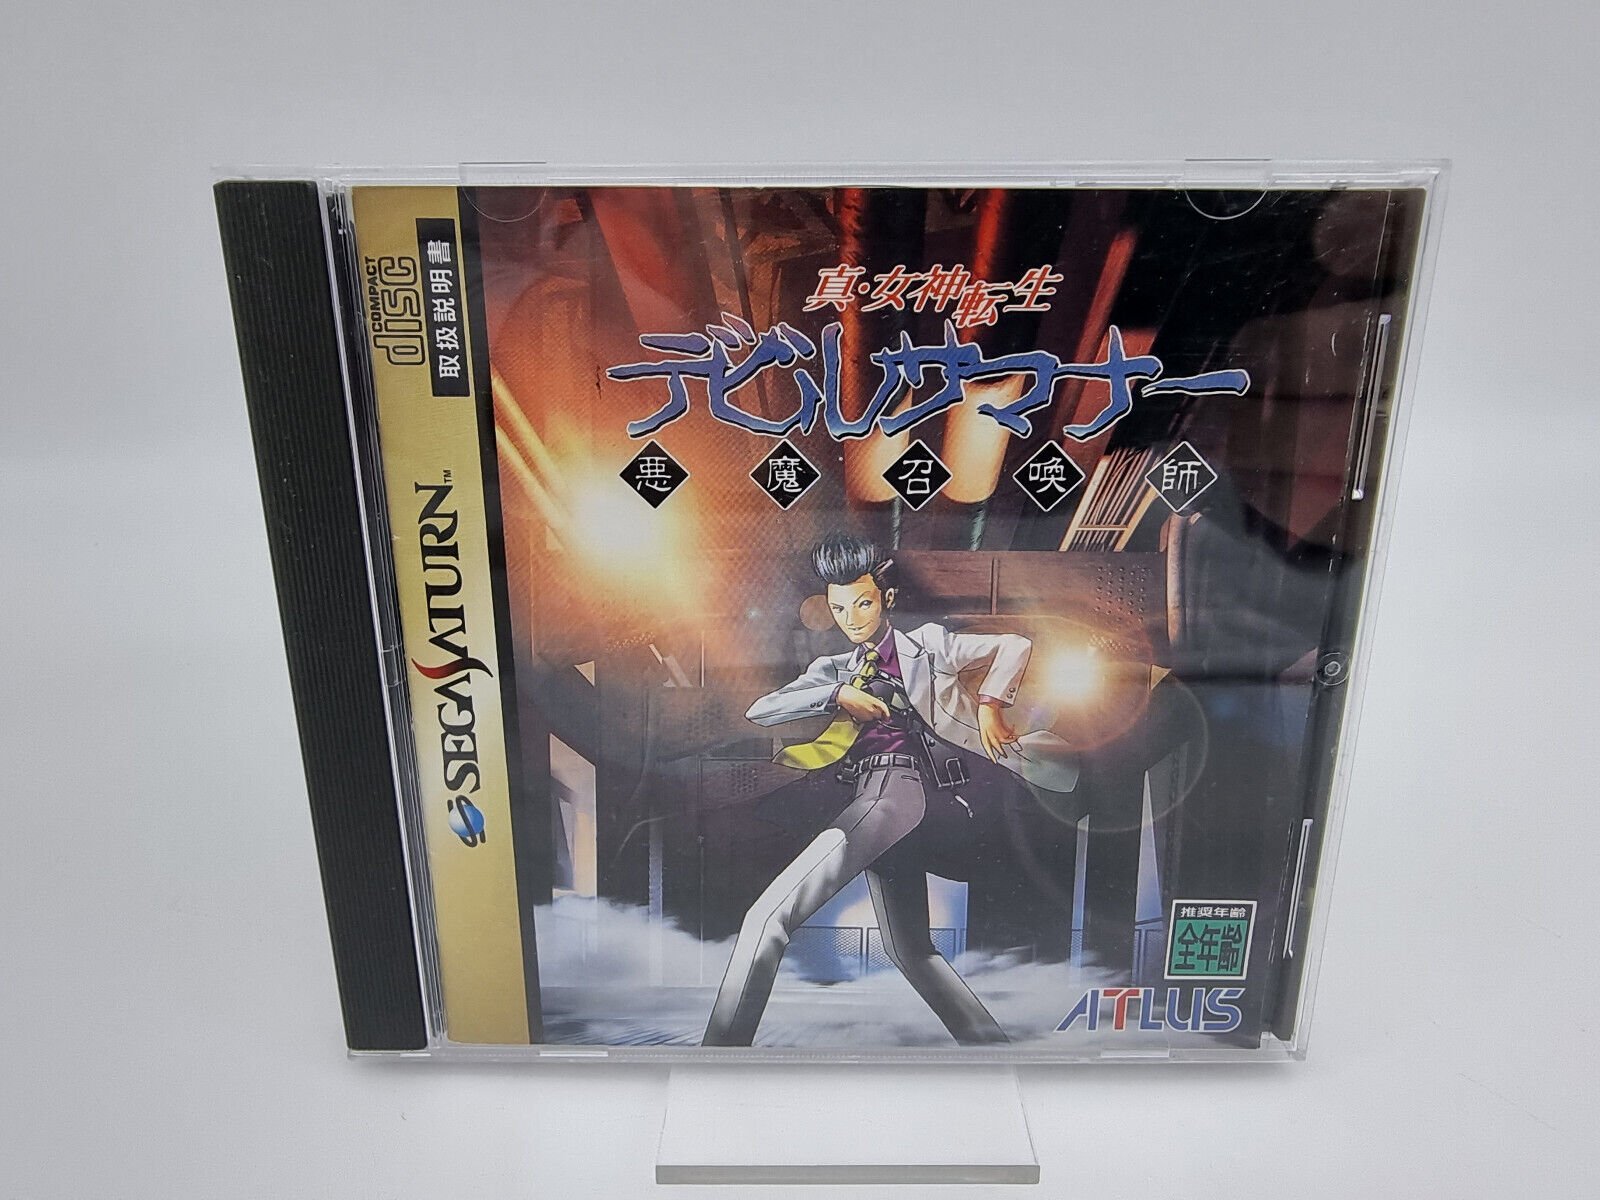 COMPACT
disc
取扱説明書
SEGA SATURN™
真・女神転生
デビルサマナー
悪魔召喚師
推奨年齢
全年齢
ATLUS